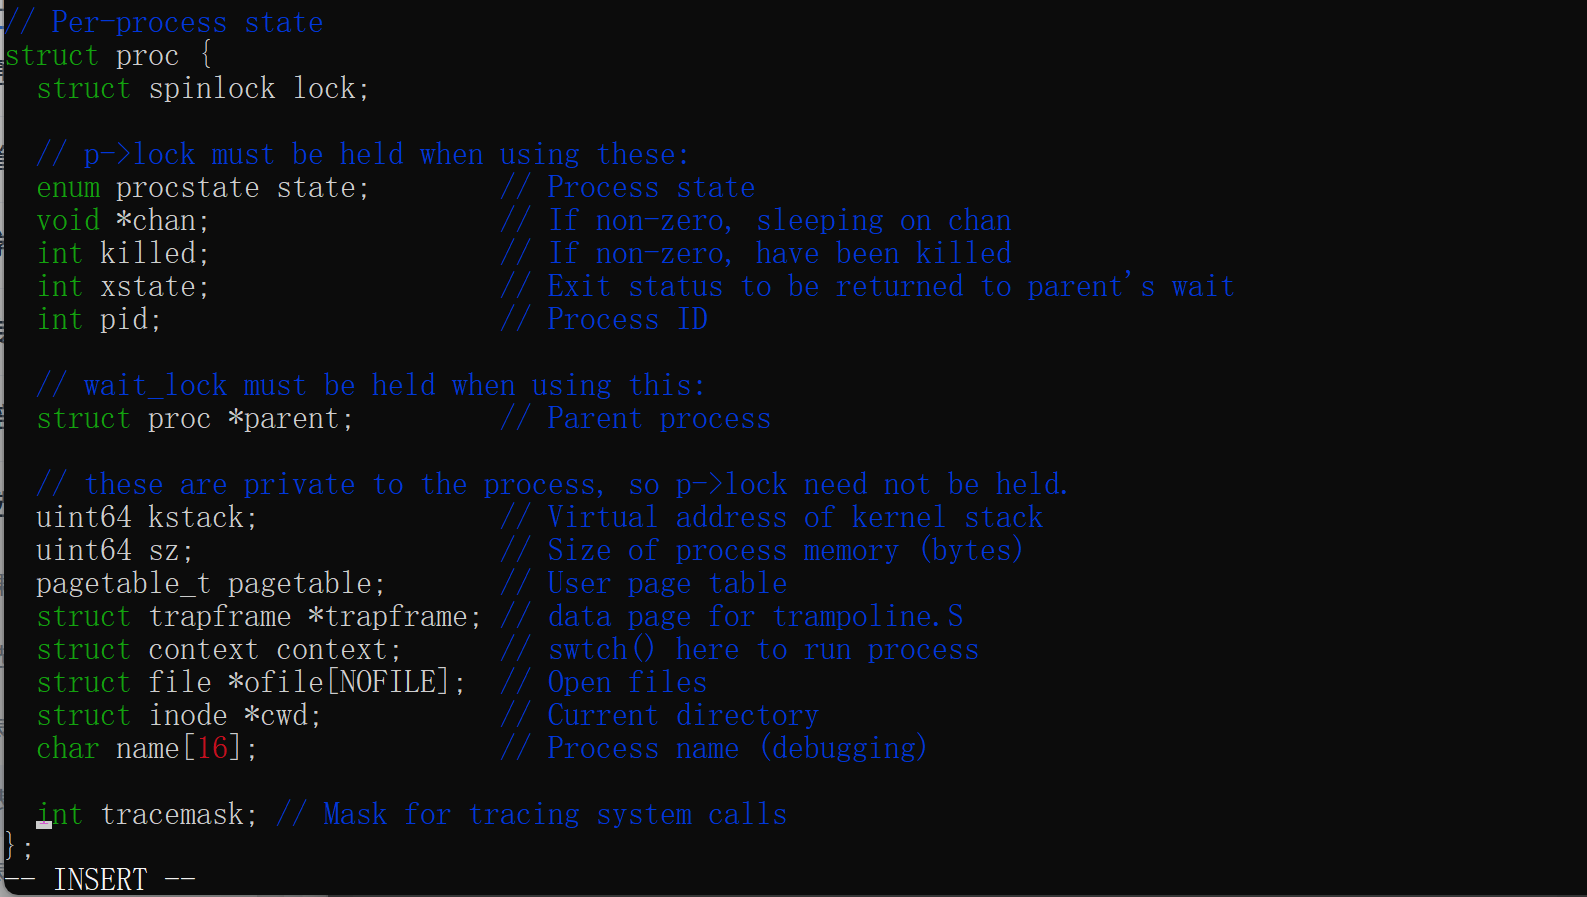 // Per-process state
struct proc {
  struct spinlock lock;

  // p->lock must be held when using these:
  enum procstate state;        // Process state
  void *chan;                  // If non-zero, sleeping on chan
  int killed;                  // If non-zero, have been killed
  int xstate;                  // Exit status to be returned to parent's wait
  int pid;                     // Process ID

  // wait_lock must be held when using this:
  struct proc *parent;         // Parent process

  // these are private to the process, so p->lock need not be held.
  uint64 kstack;               // Virtual address of kernel stack
  uint64 sz;                   // Size of process memory (bytes)
  pagetable_t pagetable;       // User page table
  struct trapframe *trapframe; // data page for trampoline.S
  struct context context;      // swtch() here to run process
  struct file *ofile[NOFILE];  // Open files
  struct inode *cwd;           // Current directory
  char name[16];               // Process name (debugging)

  int tracemask; // Mask for tracing system calls
};
-- INSERT --